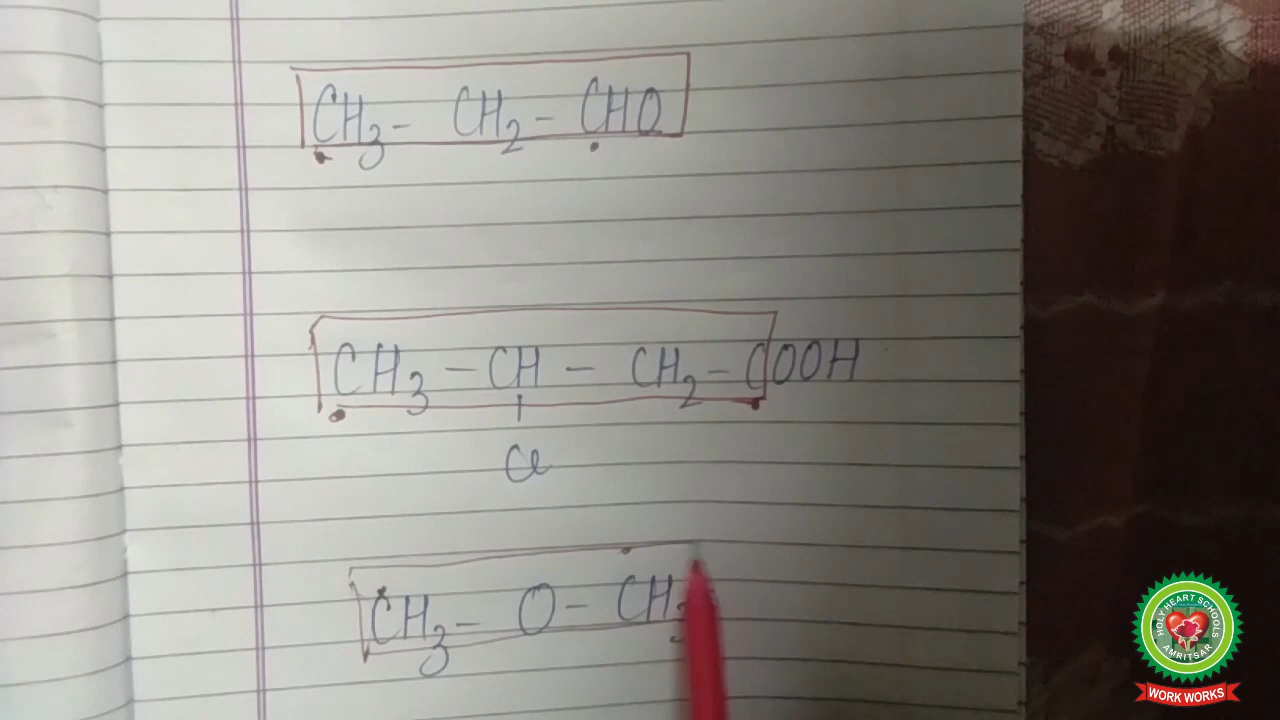 CH3 – CH2 – CHO
CH3 – CH – CH2 – COOH
Cl
CH3 – O – CH3
HOLY HEART SCHOOLS
AMRITSAR
WORK WORKS